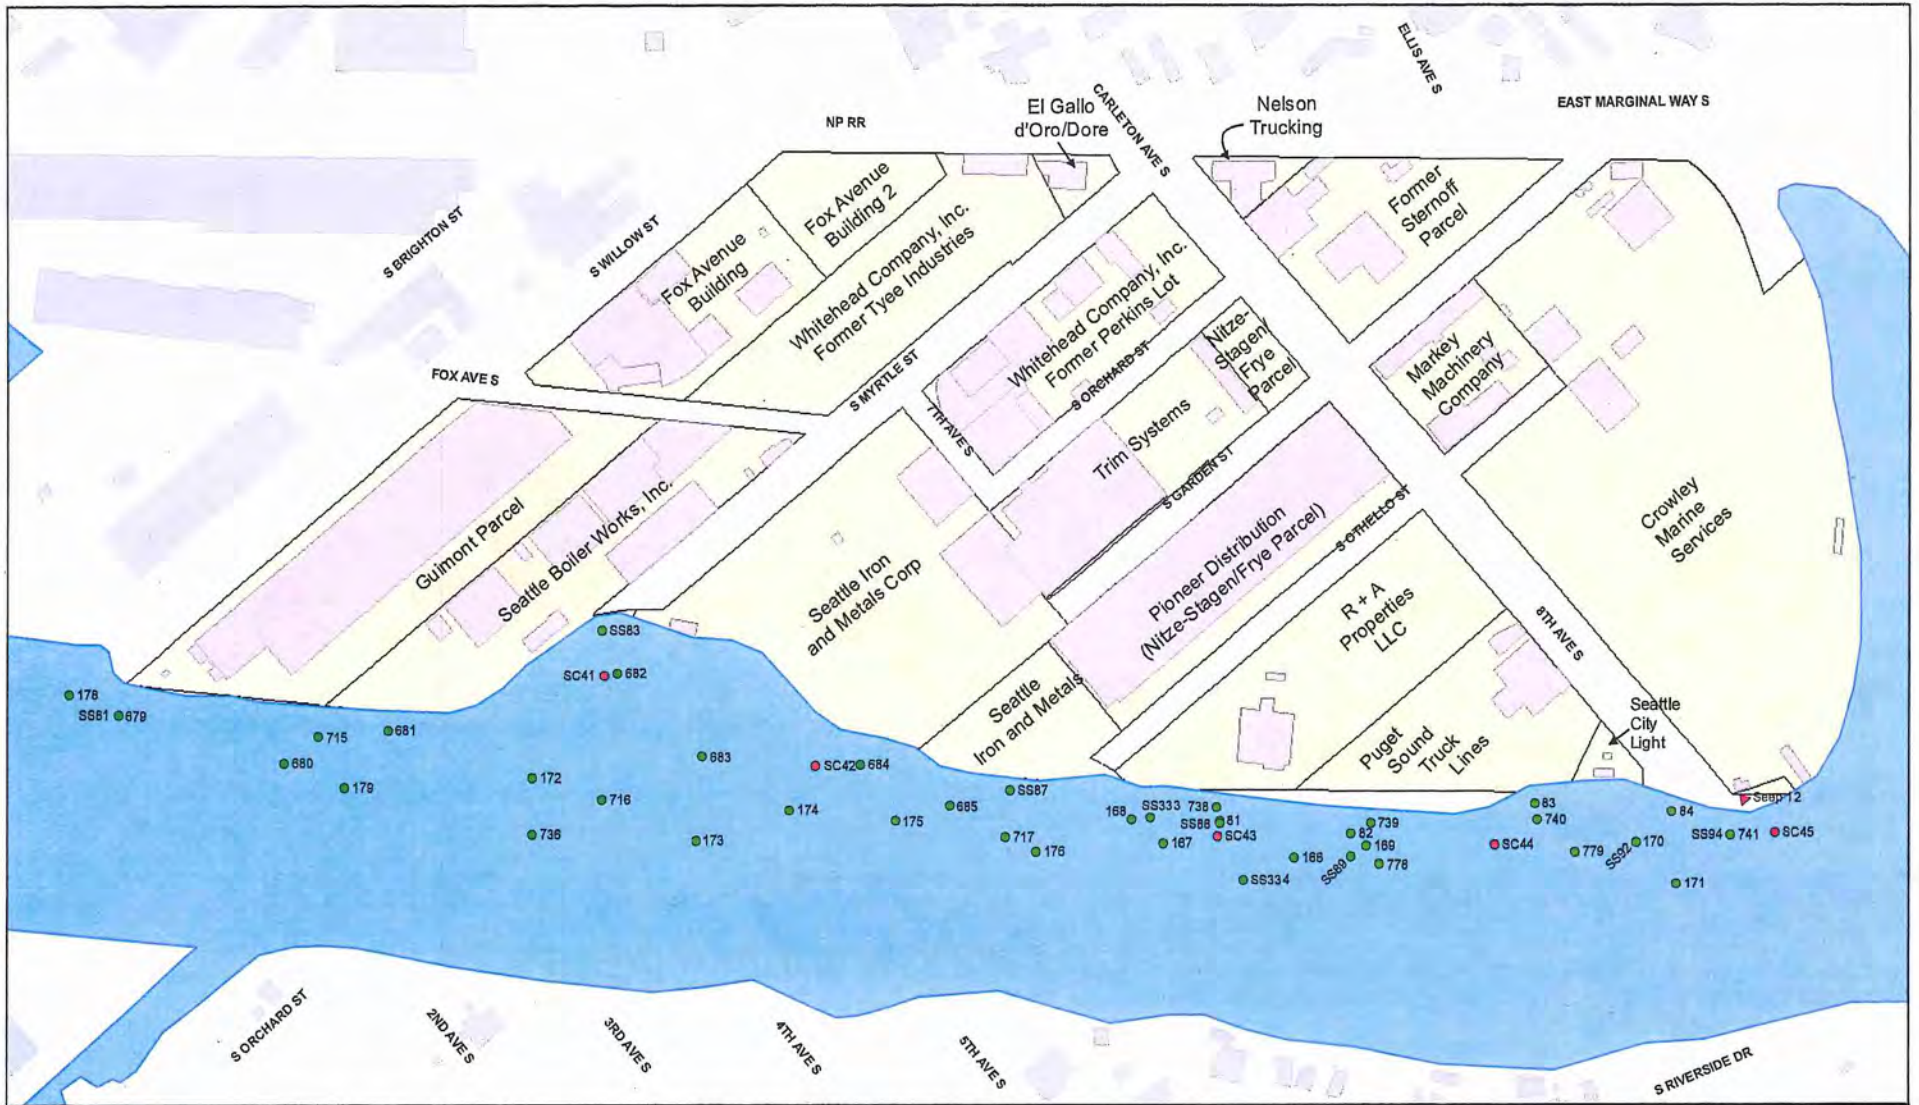 ELLIS AVE S
EAST MARGINAL WAY S
CARLETON AVE S
NP RR
El Gallo
d'Oro/Dore
Nelson
Trucking
S BRIGHTON ST
S WILLOW ST
Fox Avenue
Building
Fox Avenue
Building 2
Whitehead Company, Inc.
Former Tyee Industries
Former
Sternoff
Parcel
Whitehead Company, Inc.
Former Perkins Lot
Nitze-
Stagen/
Frye
Parcel
Markey
Machinery
Company
FOX AVE S
S MYRTLE ST
7TH AVE S
S ORCHARD ST
Trim Systems
S GARDEN ST
Guimont Parcel
Seattle Boiler Works, Inc.
Seattle Iron
and Metals Corp
Pioneer Distribution
(Nitze-Stagen/Frye Parcel)
S OTHELLO ST
Crowley
Marine
Services
R + A
Properties
LLC
8TH AVE S
Seattle
Iron and Metals
Puget
Sound
Truck
Lines
Seattle
City
Light
SS83
SC41
682
178
SS81
679
715
681
680
179
172
716
736
683
173
SC42
684
174
175
685
SS87
717
176
168
SS333
738
81
SS88
SC43
167
168
SS334
739
82
169
SS89
778
SC44
83
740
779
SS92
170
84
171
SS94
741
SC45
Seep 12
S ORCHARD ST
2ND AVE S
3RD AVE S
4TH AVE S
5TH AVE S
S RIVERSIDE DR